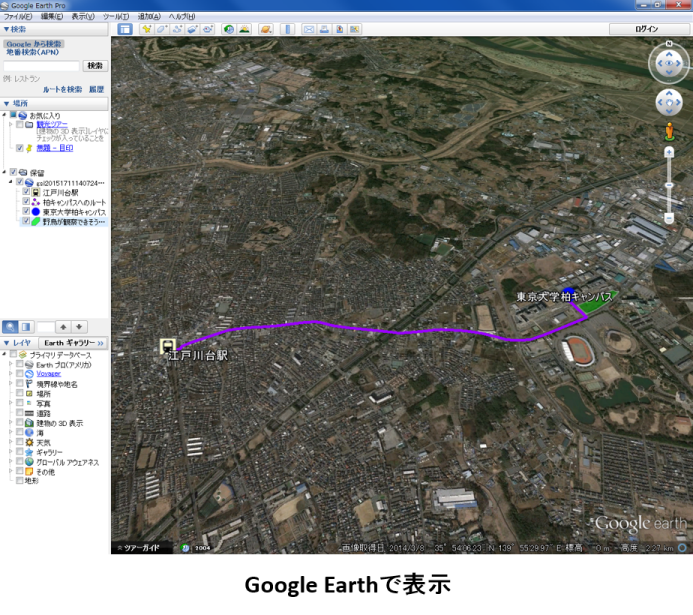 Google Earth Pro
ファイル(F) 編集(E) 表示(V) ツール(T) 追加(A) ヘルプ(H)
▼検索
ログイン
Google から検索
地番検索(APN)
検索
例: レストラン
ルートを検索 履歴
▼ 場所
お気に入り
観光ツアー
[建物の 3D 表示]レイヤに
チェックが入っていることを
無題 - 目印
保留
gsi20151711140724...
江戸川台駅
柏キャンパスへのルート
東京大学柏キャンパス
野鳥が観察できそう...
▼ レイヤ Earth ギャラリー >>
プライマリ データベース
Earth プロ(アメリカ)
Voyager
境界線や地名
場所
写真
道路
建物の 3D 表示
海
天気
ギャラリー
グローバル アウェアネス
その他
地形
N
東京大学柏キャンパス
江戸川台駅
Google earth
ツアーガイド
2004
画像取得日: 2014/3/8 35°54'06.23" N 139°55'29.97" E 標高 0 m 高度 2.27 km
Google Earthで表示